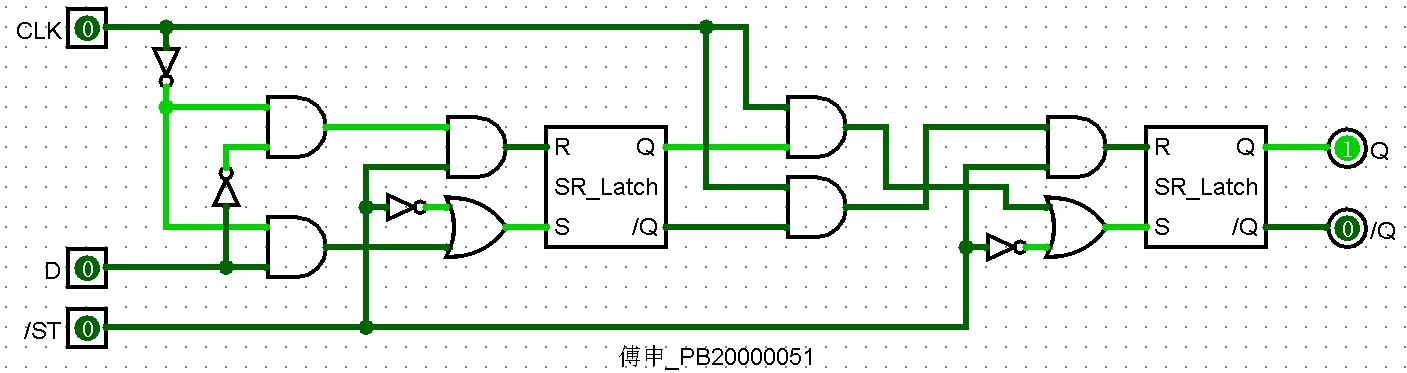 CLK 0
R Q R Q 1 Q
SR_Latch SR_Latch
S /Q S /Q 0 /Q
D 0
/ST 0
傅申_PB20000051